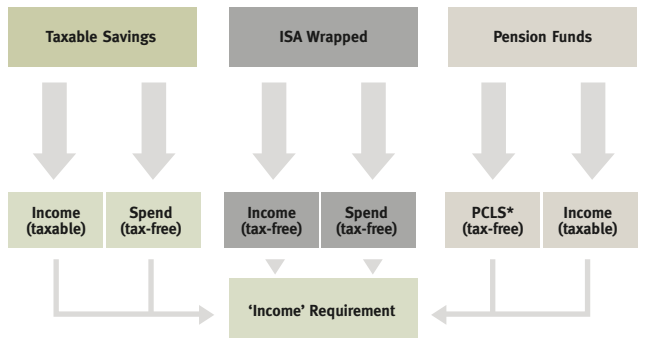 Taxable Savings
ISA Wrapped
Pension Funds
Income
(taxable)
Spend
(tax-free)
Income
(tax-free)
Spend
(tax-free)
PCLS*
(tax-free)
Income
(taxable)
‘Income’ Requirement